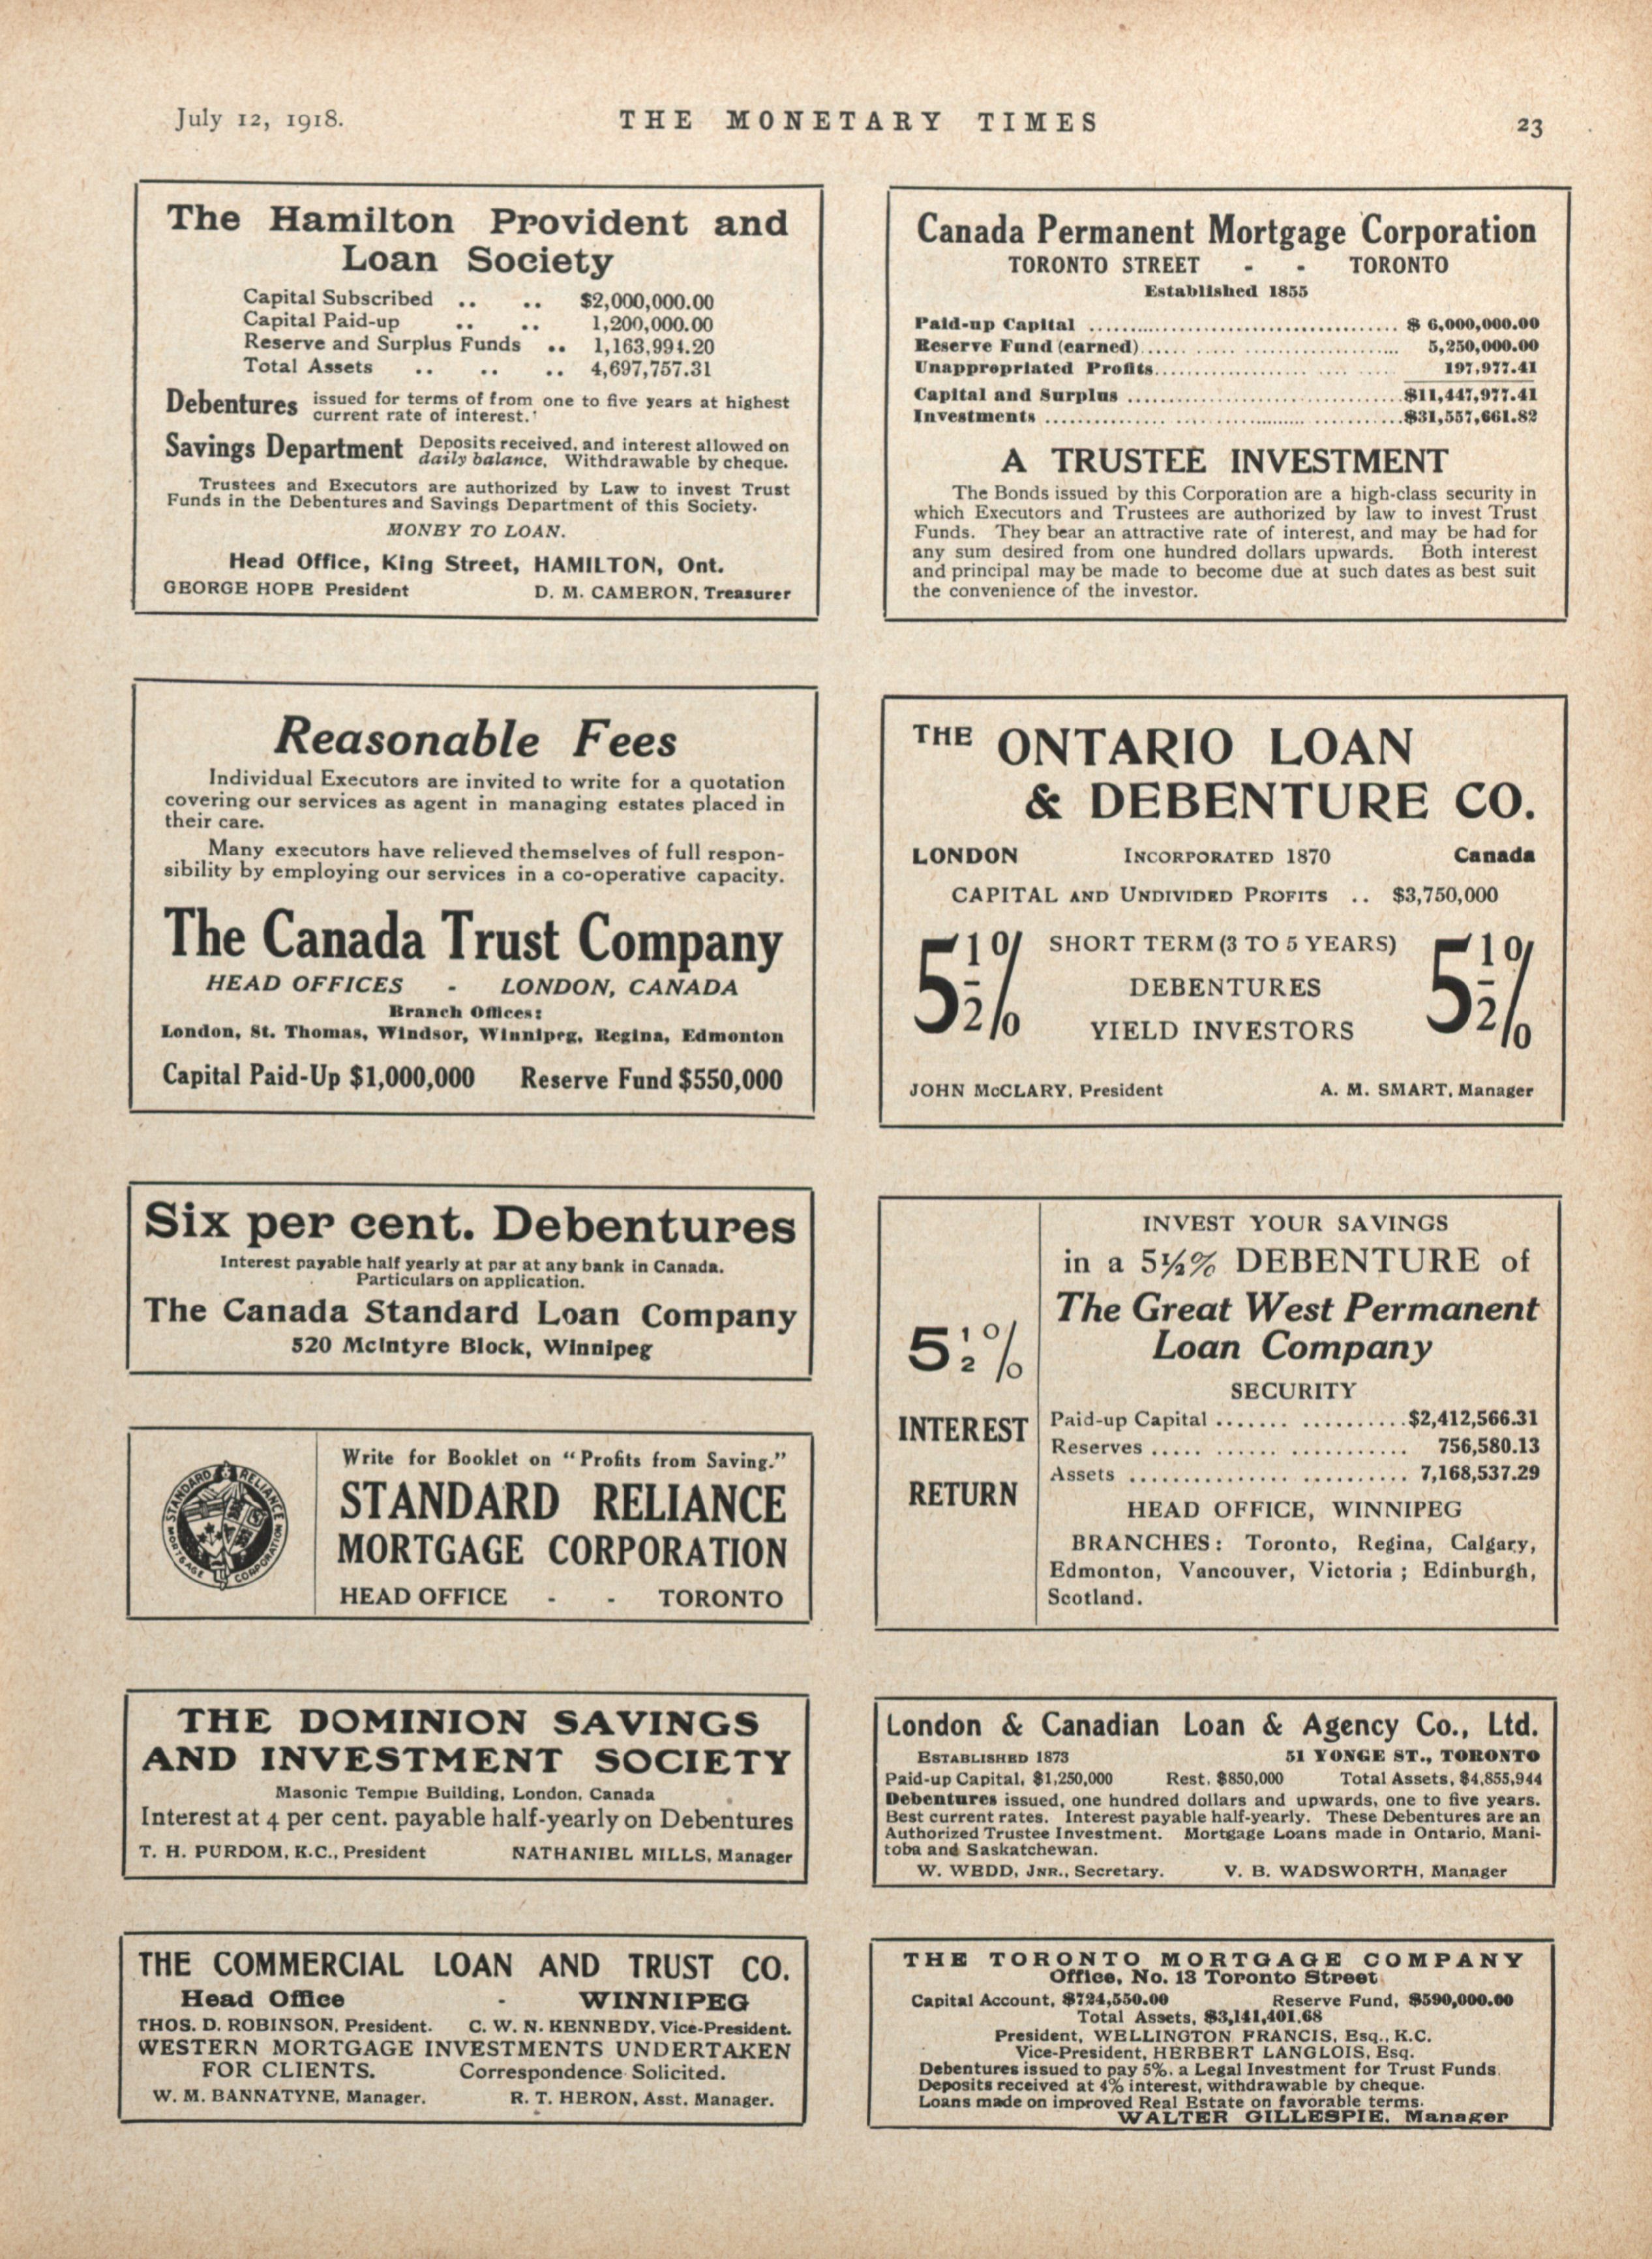 July 12, 1918.
THE MONETARY TIMES
23
The Hamilton Provident and
Loan Society
Capital Subscribed .. .. $2,000,000.00
Capital Paid-up .. .. 1,200,000.00
Reserve and Surplus Funds .. 1,163,994.20
Total Assets .. .. .. 4,697,757.31
Debentures issued for terms of from one to five years at highest
current rate of interest.
Savings Department Deposits received, and interest allowed on
daily balance. Withdrawable by cheque.
Trustees and Executors are authorized by Law to invest Trust
Funds in the Debentures and Savings Department of this Society.
MONEY TO LOAN.
Head Office, King Street, HAMILTON, Ont.
GEORGE HOPE President D. M. CAMERON, Treasurer
Reasonable Fees
Individual Executors are invited to write for a quotation
covering our services as agent in managing estates placed in
their care.
Many executors have relieved themselves of full respon-
sibility by employing our services in a co-operative capacity.
The Canada Trust Company
HEAD OFFICES - LONDON, CANADA
Branch Offices:
London, St. Thomas, Windsor, Winnipeg, Regina, Edmonton
Capital Paid-Up $1,000,000 Reserve Fund $550,000
Six per cent. Debentures
Interest payable half yearly at par at any bank in Canada.
Particulars on application.
The Canada Standard Loan Company
520 McIntyre Block, Winnipeg
STANDARD RELIANCE
MORTGAGE CORPORATION
Write for Booklet on "Profits from Saving."
STANDARD RELIANCE
MORTGAGE CORPORATION
HEAD OFFICE - - TORONTO
THE DOMINION SAVINGS
AND INVESTMENT SOCIETY
Masonic Temple Building, London, Canada
Interest at 4 per cent. payable half-yearly on Debentures
T. H. PURDOM, K.C., President NATHANIEL MILLS, Manager
THE COMMERCIAL LOAN AND TRUST CO.
Head Office - WINNIPEG
THOS. D. ROBINSON, President. C. W. N. KENNEDY, Vice-President.
WESTERN MORTGAGE INVESTMENTS UNDERTAKEN
FOR CLIENTS. Correspondence Solicited.
W. M. BANNATYNE, Manager. R. T. HERON, Asst. Manager.
Canada Permanent Mortgage Corporation
TORONTO STREET - - TORONTO
Established 1855
Paid-up Capital ........ $ 6,000,000.00
Reserve Fund (earned)........ 5,250,000.00
Unappropriated Profits........ 197,977.41
Capital and Surplus ........$11,447,977.41
Investments ........$31,557,661.82
A TRUSTEE INVESTMENT
The Bonds issued by this Corporation are a high-class security in
which Executors and Trustees are authorized by law to invest Trust
Funds. They bear an attractive rate of interest, and may be had for
any sum desired from one hundred dollars upwards. Both interest
and principal may be made to become due at such dates as best suit
the convenience of the investor.
THE ONTARIO LOAN
& DEBENTURE CO.
LONDON INCORPORATED 1870 Canada
CAPITAL AND UNDIVIDED PROFITS .. $3,750,000
5½% SHORT TERM (3 TO 5 YEARS) 5½%
DEBENTURES
YIELD INVESTORS
JOHN McCLARY, President A. M. SMART, Manager
5½%
INTEREST
RETURN
INVEST YOUR SAVINGS
in a 5½% DEBENTURE of
The Great West Permanent
Loan Company
SECURITY
Paid-up Capital ........$2,412,566.31
Reserves ........ 756,580.13
Assets ........ 7,168,537.29
HEAD OFFICE, WINNIPEG
BRANCHES: Toronto, Regina, Calgary,
Edmonton, Vancouver, Victoria; Edinburgh,
Scotland.
London & Canadian Loan & Agency Co., Ltd.
ESTABLISHED 1873 51 YONGE ST., TORONTO
Paid-up Capital, $1,250,000 Rest, $850,000 Total Assets, $4,855,944
Debentures issued, one hundred dollars and upwards, one to five years.
Best current rates. Interest payable half-yearly. These Debentures are an
Authorized Trustee Investment. Mortgage Loans made in Ontario, Mani-
toba and Saskatchewan.
W. WEDD, JNR., Secretary. V. B. WADSWORTH, Manager
THE TORONTO MORTGAGE COMPANY
Office, No. 13 Toronto Street
Capital Account, $724,550.00 Reserve Fund, $590,000.00
Total Assets, $3,141,401.68
President, WELLINGTON FRANCIS, Esq., K.C.
Vice-President, HERBERT LANGLOIS, Esq.
Debentures issued to pay 5%, a Legal Investment for Trust Funds.
Deposits received at 4% interest, withdrawable by cheque.
Loans made on improved Real Estate on favorable terms.
WALTER GILLESPIE, Manager